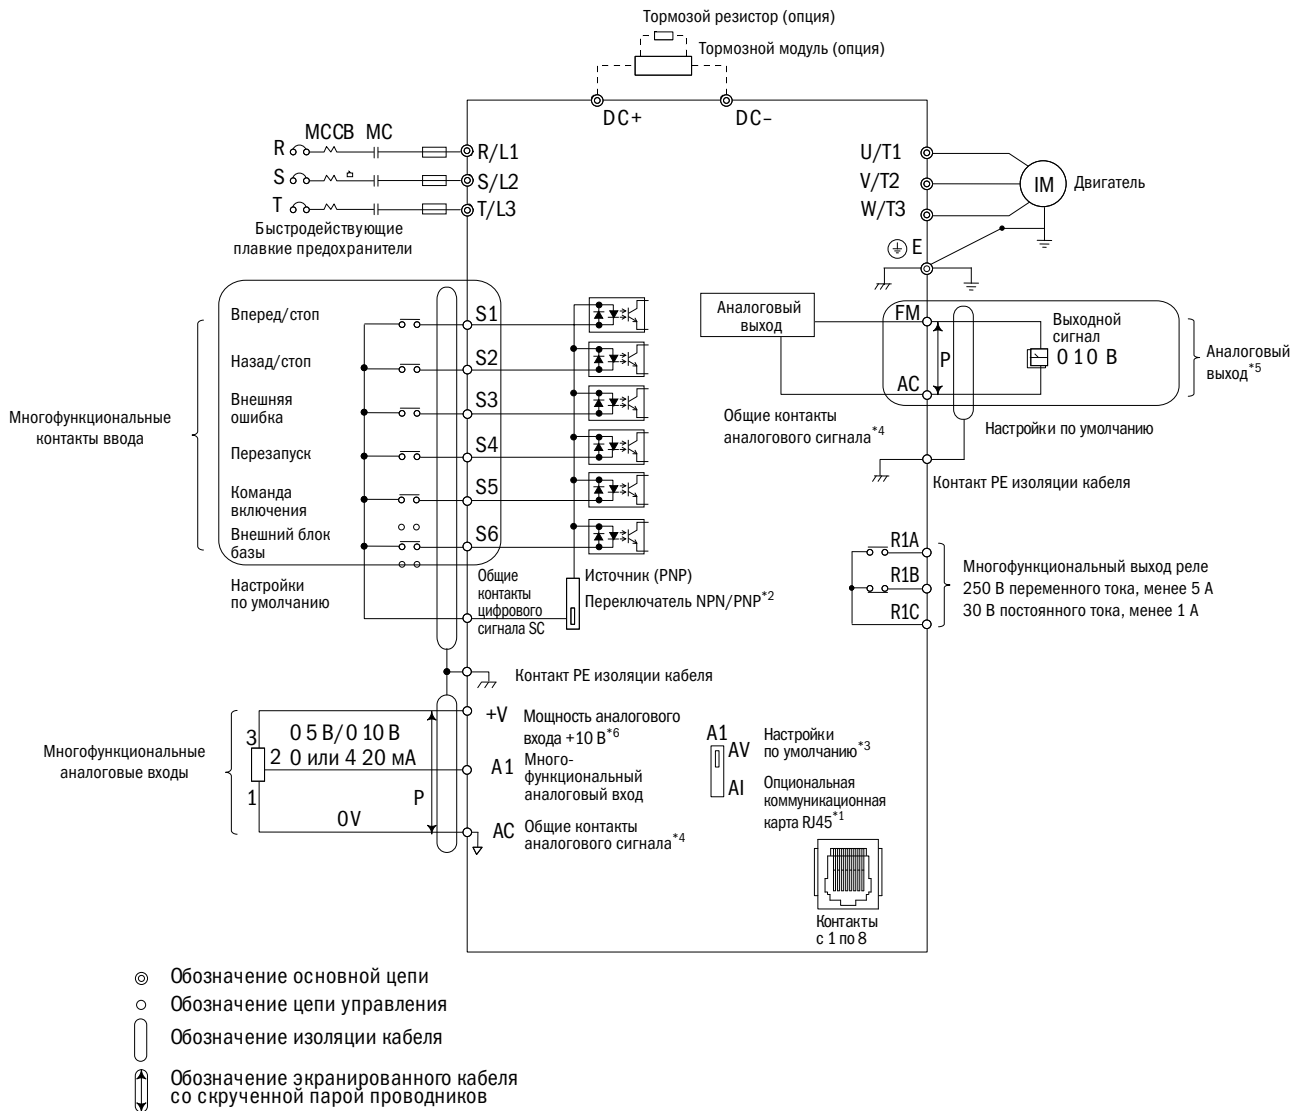 Тормозой резистор (опция)
Тормозной модуль (опция)
DC+
DC–
MCCB MC
R
R/L1
S
S/L2
T
T/L3
Быстродействующие
плавкие предохранители
U/T1
V/T2
W/T3
IM
Двигатель
E
Многофункциональные
контакты ввода
Вперед/стоп
S1
Назад/стоп
S2
Внешняя
ошибка
S3
Перезапуск
S4
Команда
включения
S5
Внешний блок
базы
S6
Настройки
по умолчанию
Общие
контакты
цифрового
сигнала SC
Источник (PNP)
Переключатель NPN/PNP*2
Аналоговый
выход
FM
P
AC
Выходной
сигнал
0 10 В
Аналоговый
выход*5
Общие контакты
аналогового сигнала*4
Настройки по умолчанию
Контакт PE изоляции кабеля
R1A
R1B
R1C
Многофункциональный выход реле
250 В переменного тока, менее 5 А
30 В постоянного тока, менее 1 А
Контакт PE изоляции кабеля
Многофункциональные
аналоговые входы
3
2
1
0 5 В/0 10 В
0 или 4 20 мА
P
0V
+V
Мощность аналогового
входа +10 В*6
A1
Много-
функциональный
аналоговый вход
AC
Общие контакты
аналогового сигнала*4
A1
AV
AI
Настройки
по умолчанию*3
Опциональная
коммуникационная
карта RJ45*1
Контакты
с 1 по 8
Обозначение основной цепи
Обозначение цепи управления
Обозначение изоляции кабеля
Обозначение экранированного кабеля
со скрученной парой проводников